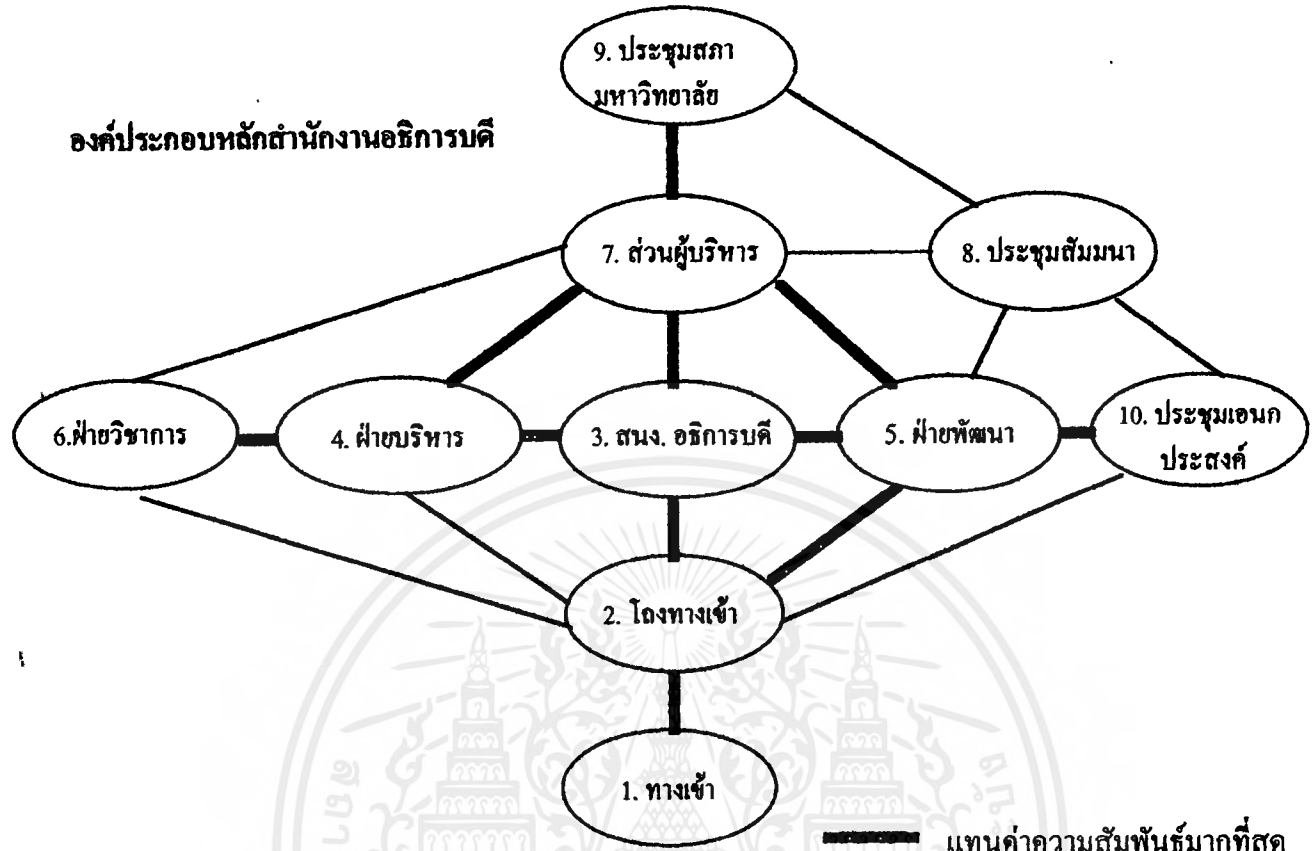 9. ประชุมสภา
มหาวิทยาลัย
องค์ประกอบหลักสำนักงานอธิการบดี
7. ส่วนผู้บริหาร
8. ประชุมสัมมนา
6.ฝ่ายวิชาการ
4. ฝ่ายบริหาร
3. สนง. อธิการบดี
5. ฝ่ายพัฒนา
10. ประชุมเอนก
ประสงค์
2. โถงทางเข้า
1. ทางเข้า
แทนค่าความสัมพันธ์มากที่สุด